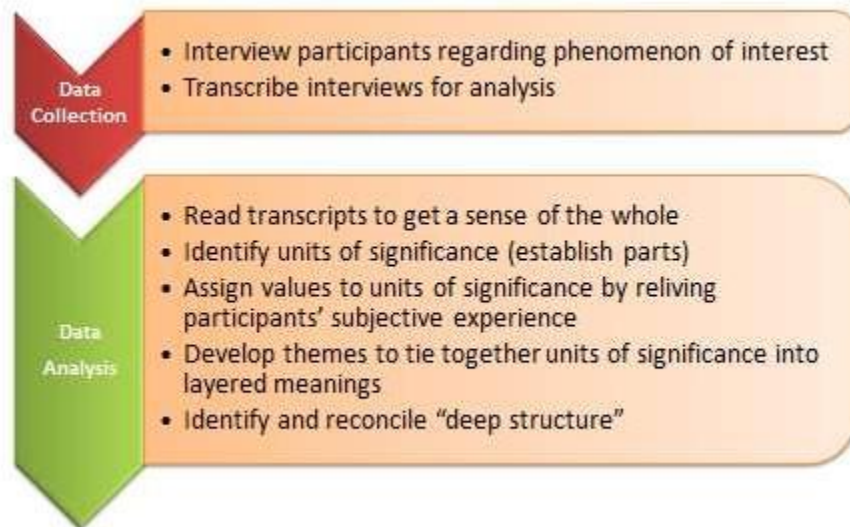 Data
Collection
• Interview participants regarding phenomenon of interest
• Transcribe interviews for analysis
Data
Analysis
• Read transcripts to get a sense of the whole
• Identify units of significance (establish parts)
• Assign values to units of significance by reliving
participants’ subjective experience
• Develop themes to tie together units of significance into
layered meanings
• Identify and reconcile “deep structure”